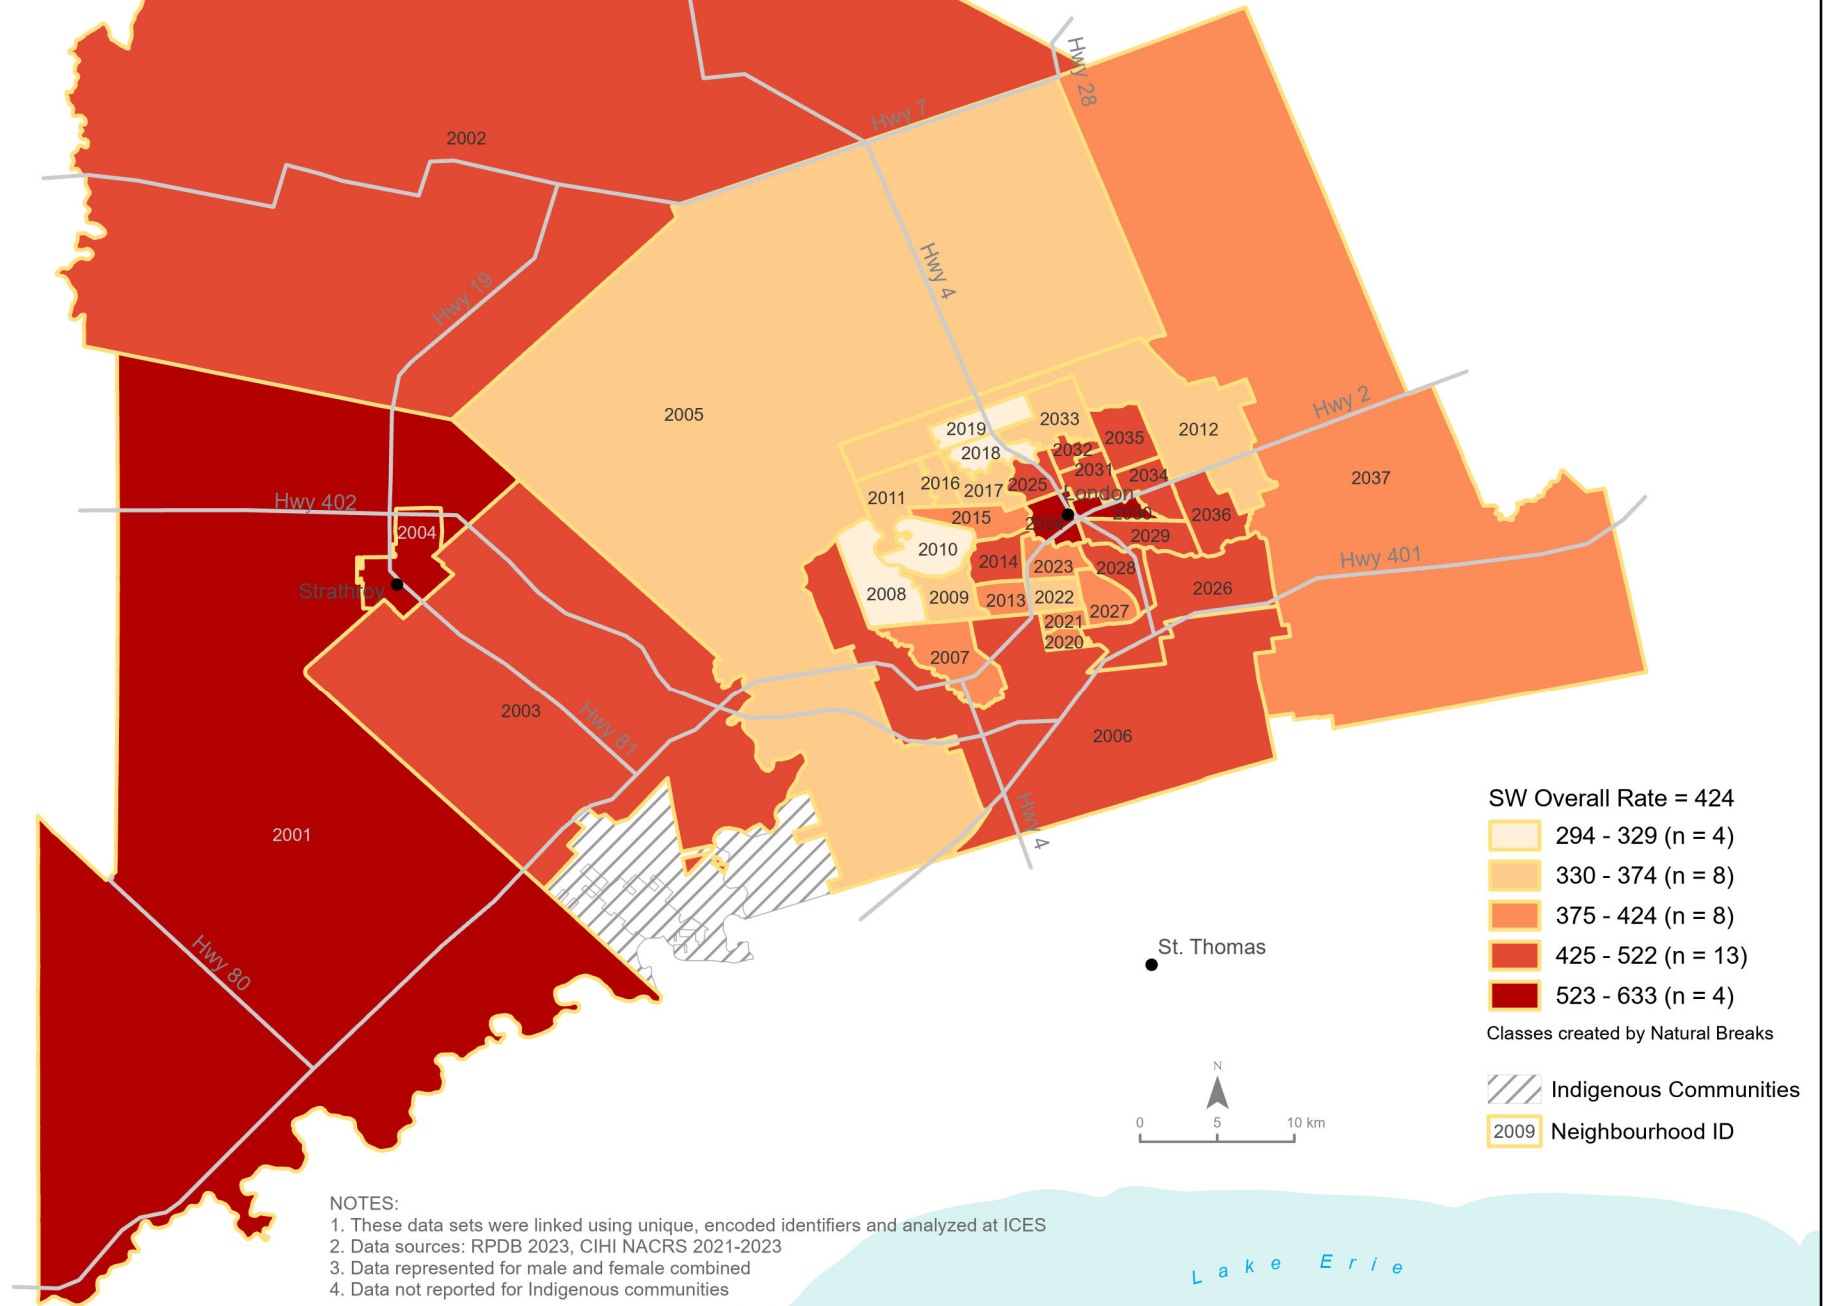 Hwy 28
Hwy 7
2002
Hwy 4
Hwy 19
Hwy 2
2005
2033
2019
2012
2035
2018
2032
2031
2034
2037
2016
2025
2017
2011
London
Hwy 402
2015
2030
2036
2024
2004
2029
2010
Hwy 401
2014
2023
2028
2026
Strathroy
2008
2009
2013
2022
2027
2021
2020
2007
2003
Hwy 81
2006
Hwy 4
2001
Hwy 80
St. Thomas
SW Overall Rate = 424
294 - 329 (n = 4)
330 - 374 (n = 8)
375 - 424 (n = 8)
425 - 522 (n = 13)
523 - 633 (n = 4)
Classes created by Natural Breaks
Indigenous Communities
2009 Neighbourhood ID
N
0 5 10 km
NOTES:
1. These data sets were linked using unique, encoded identifiers and analyzed at ICES
2. Data sources: RPDB 2023, CIHI NACRS 2021-2023
3. Data represented for male and female combined
4. Data not reported for Indigenous communities
Lake Erie